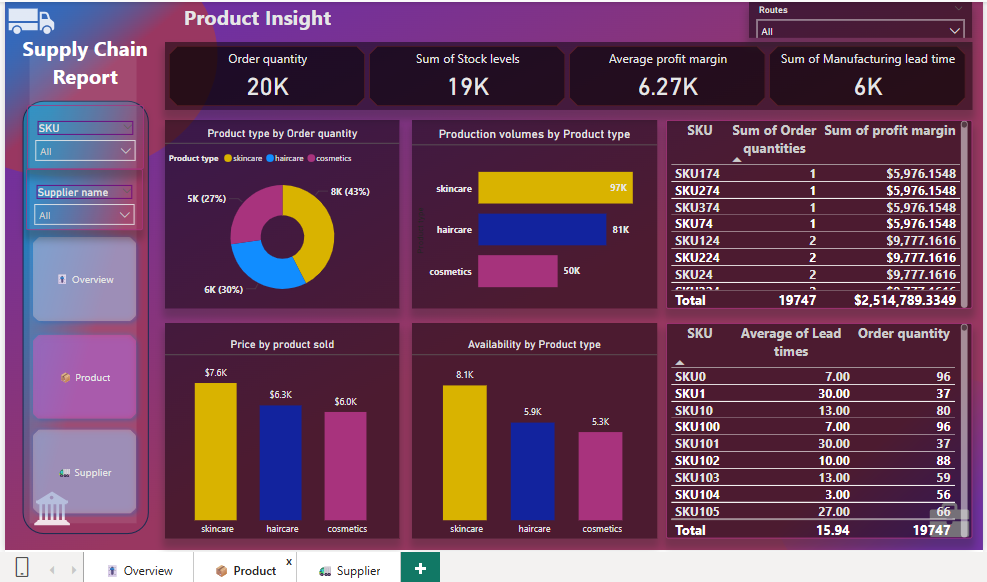 Supply Chain
Report
Product Insight
Routes
All
SKU
All
Supplier name
All
Overview
Product
Supplier
Order quantity
20K
Sum of Stock levels
19K
Average profit margin
6.27K
Sum of Manufacturing lead time
6K
Product type by Order quantity
Product type skincare haircare cosmetics
5K (27%)
8K (43%)
6K (30%)
Production volumes by Product type
skincare 97K
haircare 81K
cosmetics 50K
SKU Sum of Order quantities Sum of profit margin
SKU174 1 $5,976.1548
SKU274 1 $5,976.1548
SKU374 1 $5,976.1548
SKU74 1 $5,976.1548
SKU124 2 $9,777.1616
SKU224 2 $9,777.1616
SKU24 2 $9,777.1616
Total 19747 $2,514,789.3349
Price by product sold
$7.6K
$6.3K
$6.0K
skincare haircare cosmetics
Availability by Product type
8.1K
5.9K
5.3K
skincare haircare cosmetics
SKU Average of Lead times Order quantity
SKU0 7.00 96
SKU1 30.00 37
SKU10 13.00 80
SKU100 7.00 96
SKU101 30.00 37
SKU102 10.00 88
SKU103 13.00 59
SKU104 3.00 56
SKU105 27.00 66
Total 15.94 19747
Overview
Product x
Supplier
+